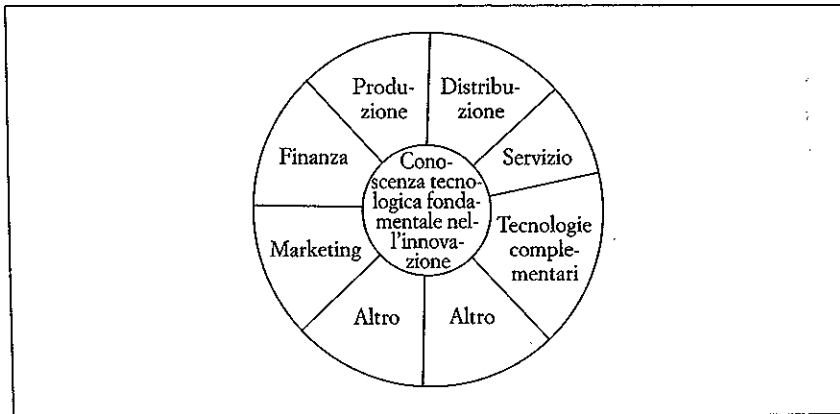 Produ-
zione
Distribu-
zione
Finanza
Cono-
scenza tecno-
logica fonda-
mentale nel-
l'innova-
zione
Servizio
Marketing
Tecnologie
comple-
mentari
Altro
Altro